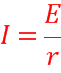 I = E/r